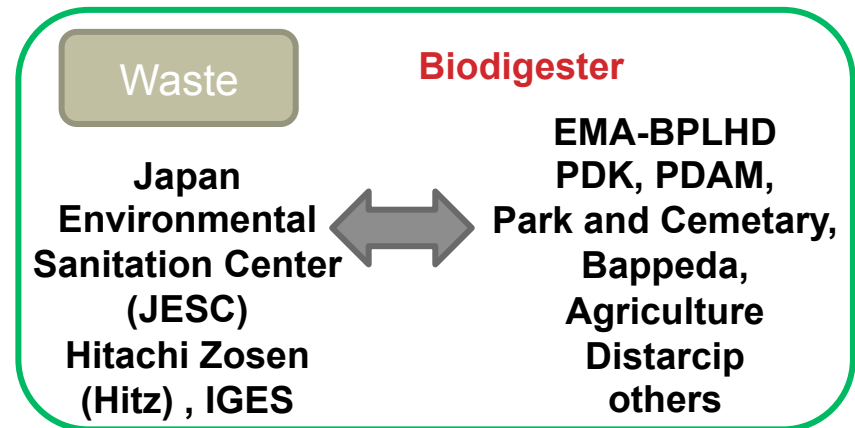 Waste
Biodigester
Japan
Environmental
Sanitation Center
(JESC)
Hitachi Zosen
(Hitz) , IGES
EMA-BPLHD
PDK, PDAM,
Park and Cemetary,
Bappeda,
Agriculture
Distarcip
others